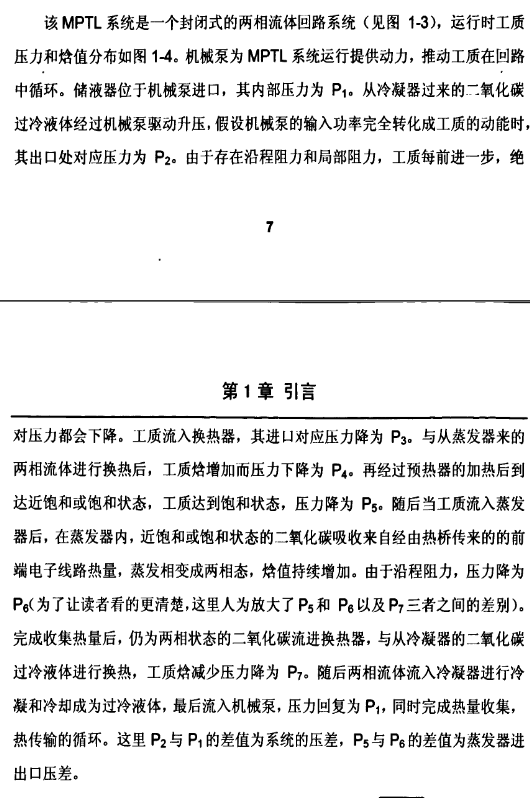 该 MPTL 系统是一个封闭式的两相流体回路系统（见图 1-3），运行时工质
压力和焓值分布如图 1-4。机械泵为 MPTL 系统运行提供动力，推动工质在回路
中循环。储液器位于机械泵进口，其内部压力为 P₁。从冷凝器过来的二氧化碳
过冷液体经过机械泵驱动升压，假设机械泵的输入功率完全转化成工质的动能时，
其出口处对应压力为 P₂。由于存在沿程阻力和局部阻力，工质每前进一步，绝
7
第 1 章 引言
对压力都会下降。工质流入换热器，其进口对应压力降为 P₃。与从蒸发器来的
两相流体进行换热后，工质焓增加而压力下降为 P₄。再经过预热器的加热后到
达近饱和或饱和状态，工质达到饱和状态，压力降为 P₅。随后当工质流入蒸发
器后，在蒸发器内，近饱和或饱和状态的二氧化碳吸收来自经由热桥传来的的前
端电子线路热量，蒸发相变成两相态，焓值持续增加。由于沿程阻力，压力降为
P₆（为了让读者看的更清楚，这里人为放大了 P₅ 和 P₆ 以及 P₇ 三者之间的差别）。
完成收集热量后，仍为两相状态的二氧化碳流进换热器，与从冷凝器的二氧化碳
过冷液体进行换热，工质焓减少压力降为 P₇。随后两相流体流入冷凝器进行冷
凝和冷却成为过冷液体，最后流入机械泵，压力回复为 P₁，同时完成热量收集，
热传输的循环。这里 P₂ 与 P₁ 的差值为系统的压差，P₅ 与 P₆ 的差值为蒸发器进
出口压差。